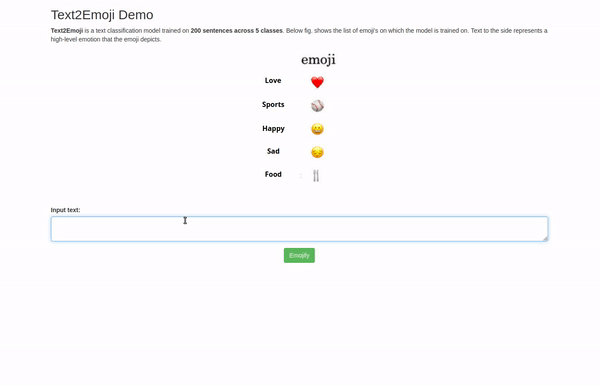 Text2Emoji Demo
Text2Emoji is a text classification model trained on 200 sentences across 5 classes. Below fig. shows the list of emoji's on which the model is trained on. Text to the side represents a
high-level emotion that the emoji depicts.
emoji
Love ❤️
Sports ⚾
Happy 😀
Sad 😔
Food 🍴
Input text:
Emojify